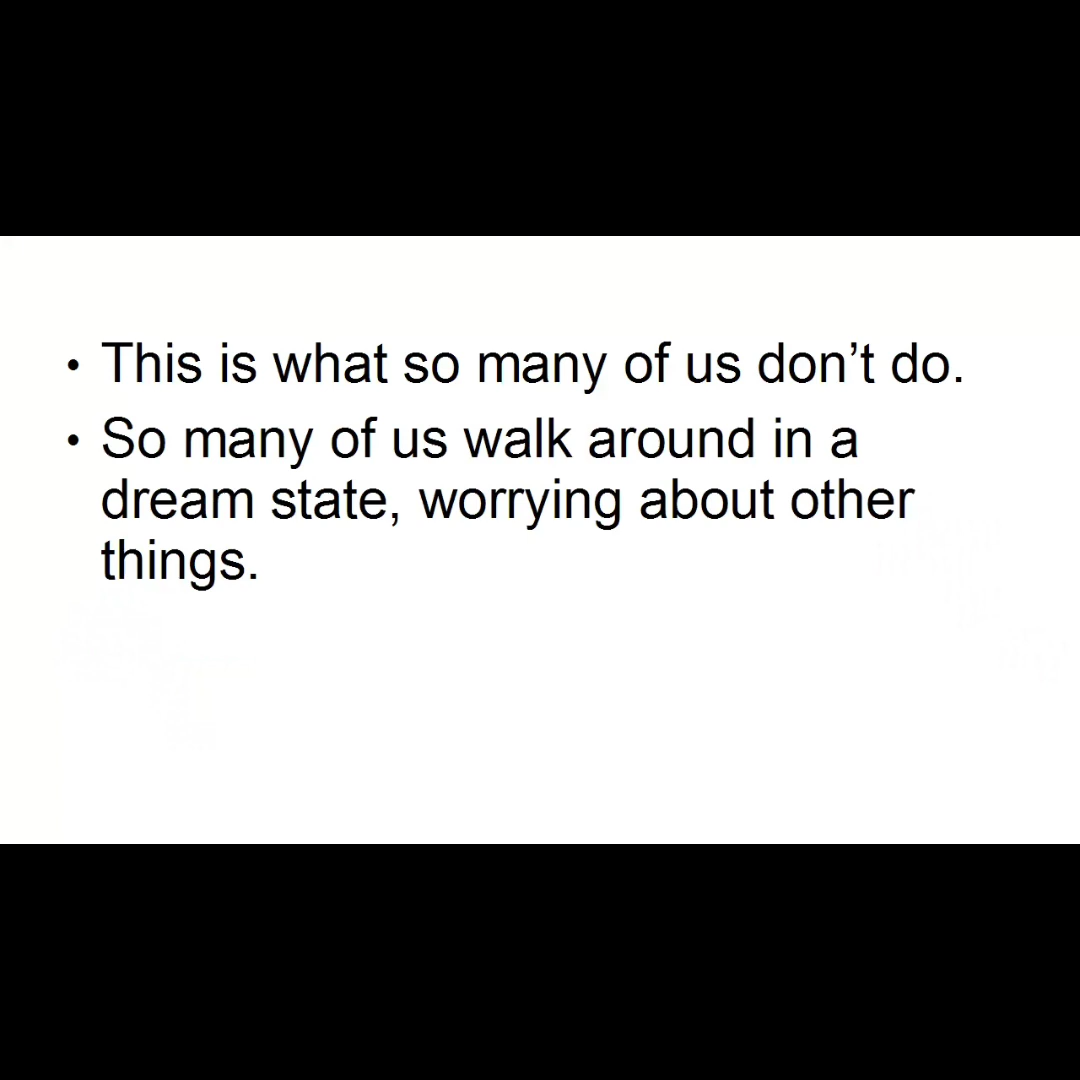 • This is what so many of us don’t do.
• So many of us walk around in a
dream state, worrying about other
things.